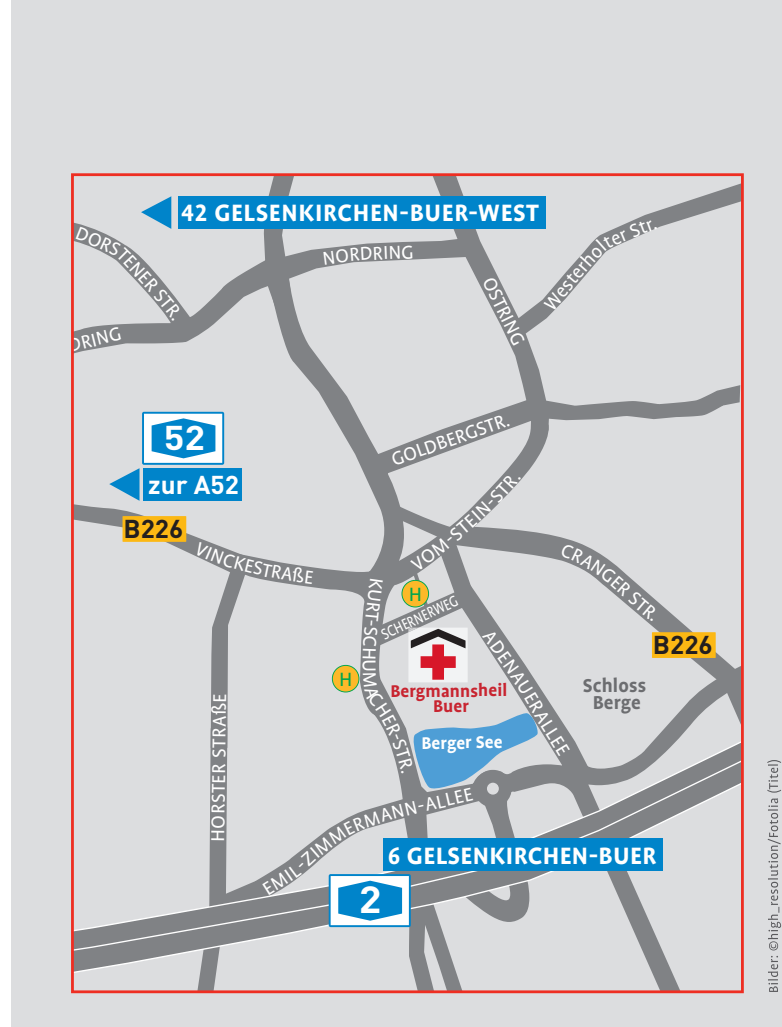 42 GELSENKIRCHEN-BUER-WEST
DORSTENER STR.
NORDRING
Westerholter Str.
OSTRING
DRING
52
zur A52
GOLDBERGSTR.
B226
VOM-STEIN-STR.
VINCKESTRAßE
CRANGER STR.
H
SCHERNERWEG
KURT-SCHUMACHER-STR.
ADENAUERALLEE
B226
H
Bergmannsheil
Buer
Schloss
Berge
Berger See
HORSTER STRAßE
EMIL-ZIMMERMANN-ALLEE
6 GELSENKIRCHEN-BUER
2
Bilder: ©high_resolution/Fotolia (Titel)